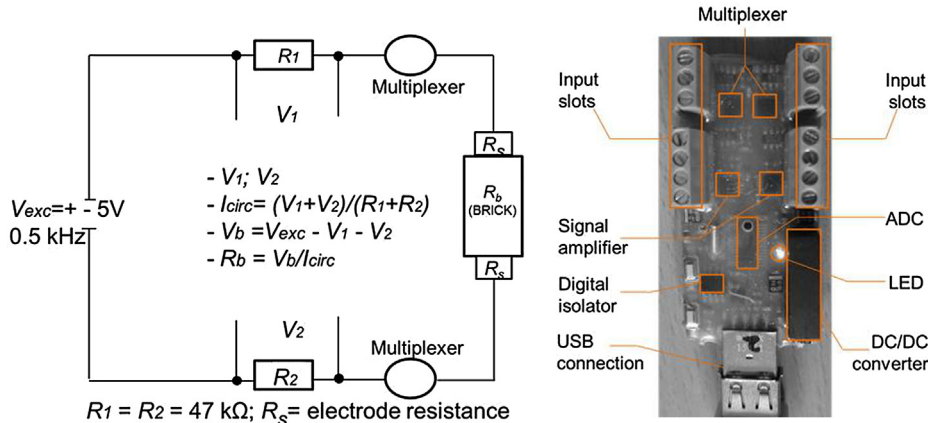 R1
Multiplexer
V1
Rs
- V1; V2
- Icirc= (V1+V2)/(R1+R2)
- Vb =Vexc - V1 - V2
- Rb = Vb/Icirc
Rb
(BRICK)
Vexc=+ - 5V
0.5 kHz
Rs
V2
Multiplexer
R2
R1 = R2 = 47 kΩ; Rs= electrode resistance
Multiplexer
Input
slots
Input
slots
Signal
amplifier
ADC
Digital
isolator
LED
USB
connection
DC/DC
converter